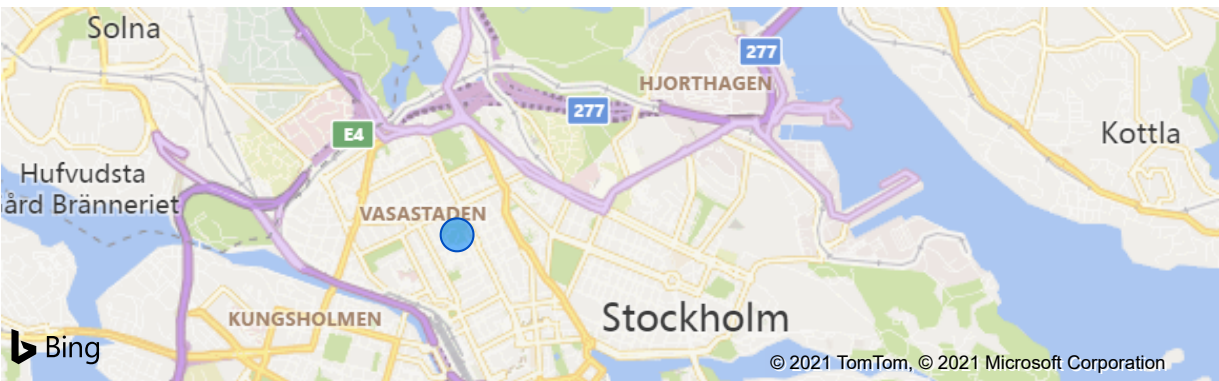 Solna
277
HJORTHAGEN
277
E4
Kottla
Hufvudsta
ård Bränneriet
VASASTADEN
KUNGSHOLMEN
Stockholm
Bing
© 2021 TomTom, © 2021 Microsoft Corporation